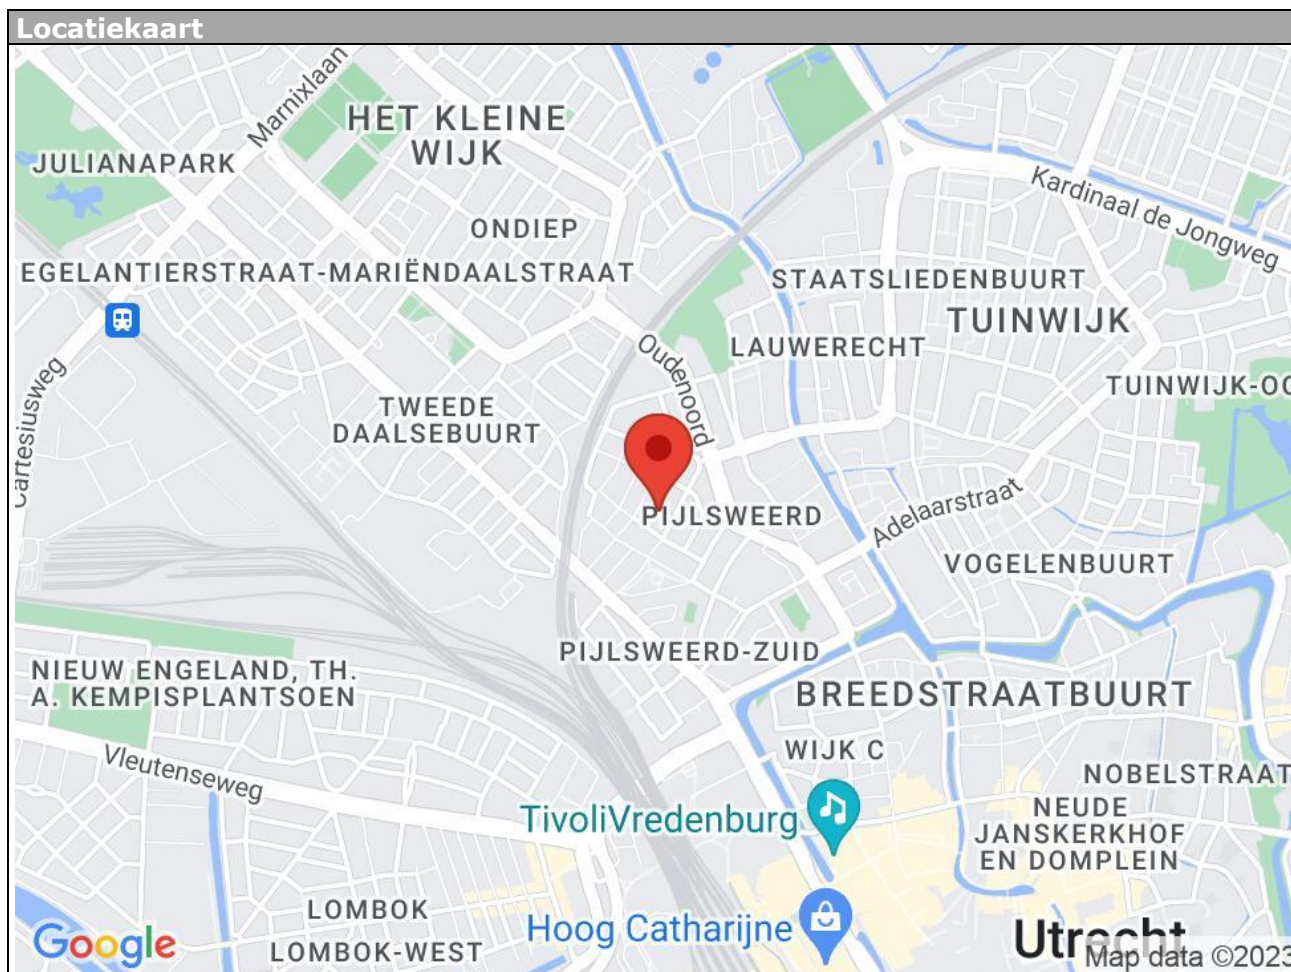 Locatiekaart
Marnixlaan
HET KLEINE
WIJK
JULIANAPARK
Kardinaal de Jongweg
ONDIEP
EGELANTIERSTRAAT-MARIËNDAALSTRAAT
STAATSLIEDENBUURT
TUINWIJK
Oudenoord
LAUWERECHT
Cartesiusweg
TUINWIJK-OO
TWEEDE
DAALSEBUURT
PIJLSWEERD
Adelaarstraat
VOGELENBUURT
PIJLSWEERD-ZUID
NIEUW ENGELAND, TH.
A. KEMPISPLANTSOEN
BREEDSTRAATBUURT
WIJK C
Vleutenseweg
NOBELSTRAAT
TivoliVredenburg
NEUDE
JANSKERKHOF
EN DOMPLEIN
LOMBOK
Hoog Catharijne
Utrecht
Google
LOMBOK-WEST
Map data ©2023